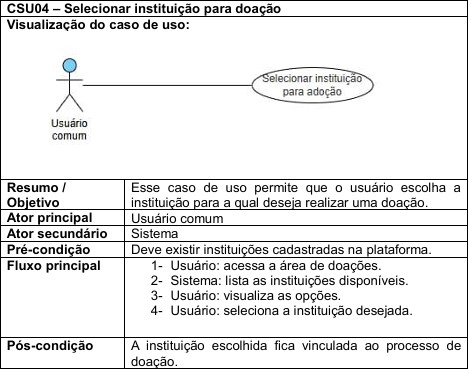 CSU04 – Selecionar instituição para doação
Visualização do caso de uso:
Selecionar instituição
para adoção
Usuário
comum
Resumo /
Objetivo
Esse caso de uso permite que o usuário escolha a
instituição para a qual deseja realizar uma doação.
Ator principal
Usuário comum
Ator secundário
Sistema
Pré-condição
Deve existir instituições cadastradas na plataforma.
Fluxo principal
1- Usuário: acessa a área de doações.
2- Sistema: lista as instituições disponíveis.
3- Usuário: visualiza as opções.
4- Usuário: seleciona a instituição desejada.
Pós-condição
A instituição escolhida fica vinculada ao processo de
doação.